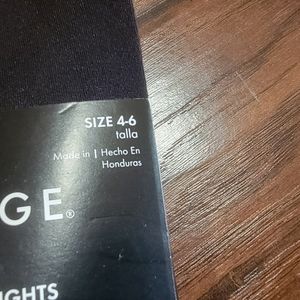 SIZE 4-6
talla
Made in | Hecho En
Honduras
GE®
IGHTS